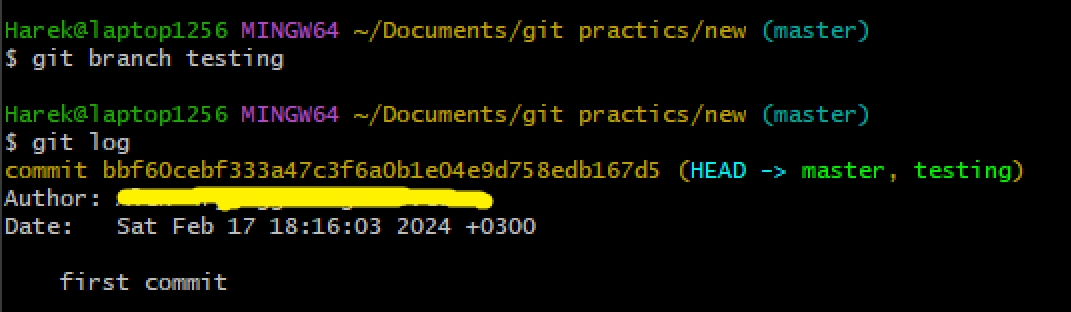 Harek@laptop1256 MINGW64 ~/Documents/git practics/new (master)
$ git branch testing
Harek@laptop1256 MINGW64 ~/Documents/git practics/new (master)
$ git log
commit bbf60cebf333a47c3f6a0b1e04e9d758edb167d5 (HEAD -> master, testing)
Author:
Date:   Sat Feb 17 18:16:03 2024 +0300
first commit